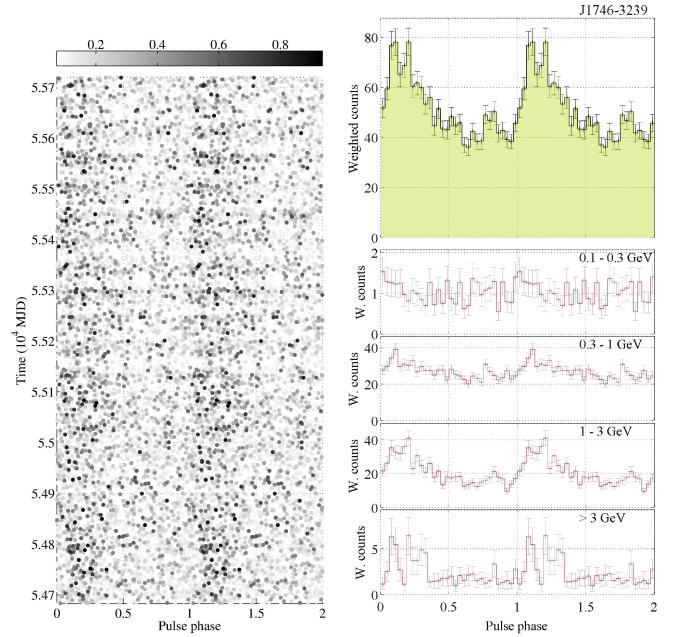 J1746-3239
0.2 0.4 0.6 0.8
5.57
5.56
5.55
5.54
5.53
5.52
5.51
5.5
5.49
5.48
5.47
Time (10⁴ MJD)
0 0.5 1 1.5 2
Pulse phase
80
60
40
20
0
Weighted counts
0.1 - 0.3 GeV
2
1
0
W. counts
0.3 - 1 GeV
40
20
0
W. counts
1 - 3 GeV
40
20
0
W. counts
> 3 GeV
5
0
W. counts
0 0.5 1 1.5 2
Pulse phase